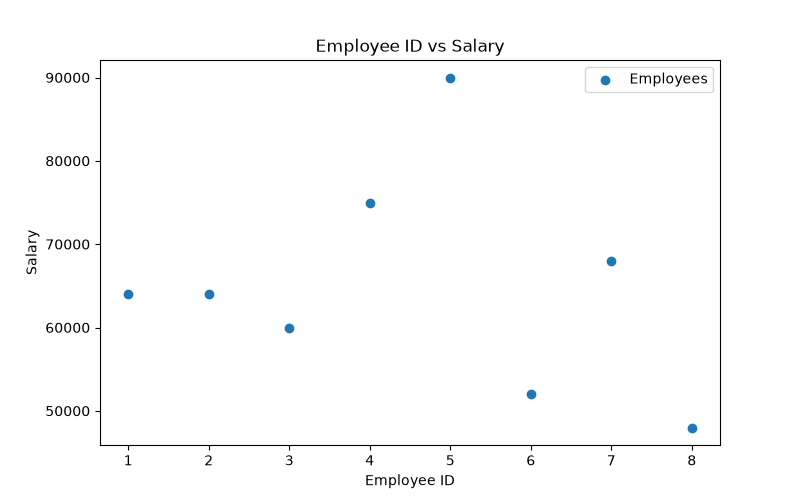 Employee ID vs Salary
Employees
90000
80000
70000
60000
50000
Salary
1 2 3 4 5 6 7 8
Employee ID